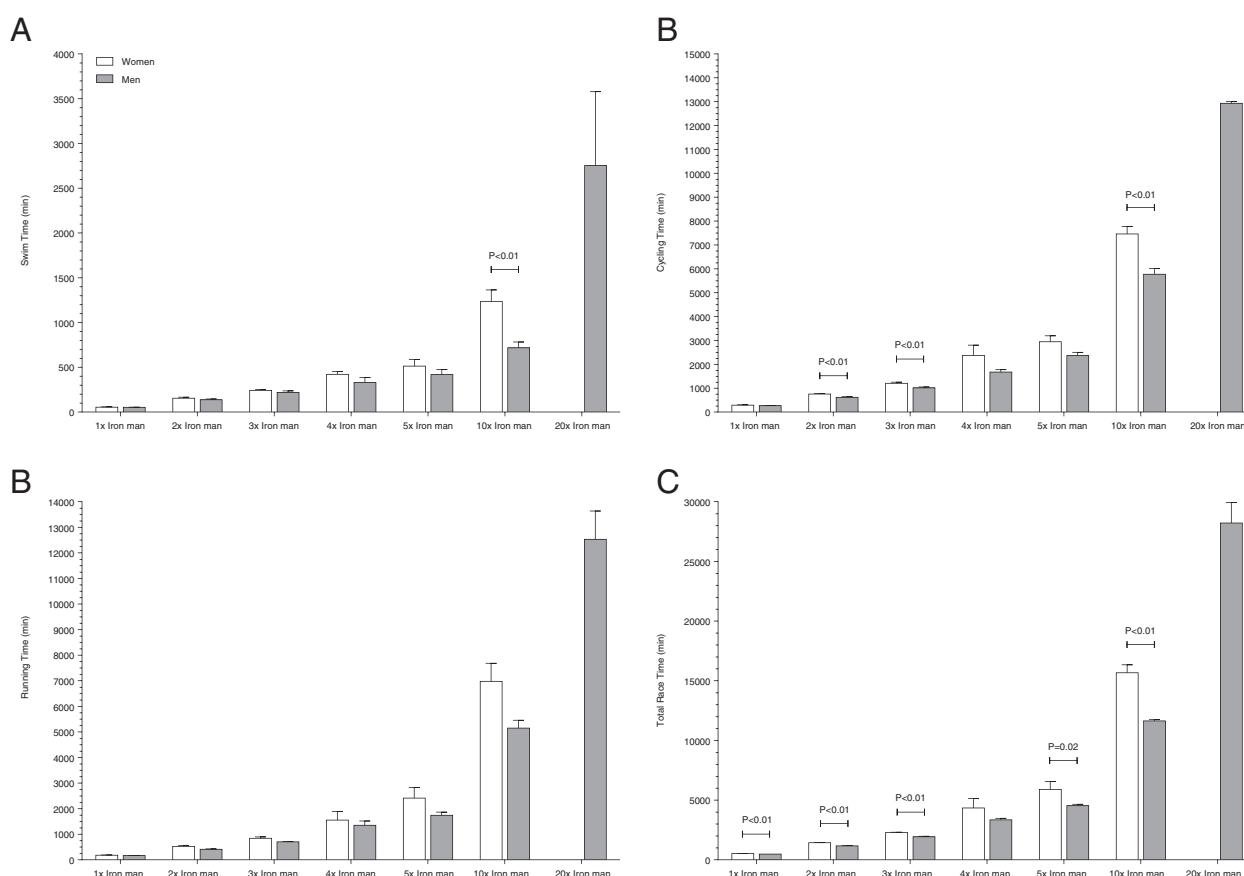 A
4000
3500
3000
2500
2000
1500
1000
500
0
Swim Time (min)
Women
Men
P<0.01
1x Iron man 2x Iron man 3x Iron man 4x Iron man 5x Iron man 10x Iron man 20x Iron man
B
15000
14000
13000
12000
11000
10000
9000
8000
7000
6000
5000
4000
3000
2000
1000
0
Cycling Time (min)
P<0.01
P<0.01
P<0.01
1x Iron man 2x Iron man 3x Iron man 4x Iron man 5x Iron man 10x Iron man 20x Iron man
B
14000
13000
12000
11000
10000
9000
8000
7000
6000
5000
4000
3000
2000
1000
0
Running Time (min)
1x Iron man 2x Iron man 3x Iron man 4x Iron man 5x Iron man 10x Iron man 20x Iron man
C
30000
25000
20000
15000
10000
5000
0
Total Race Time (min)
P<0.01
P<0.01
P<0.01
P=0.02
P<0.01
1x Iron man 2x Iron man 3x Iron man 4x Iron man 5x Iron man 10x Iron man 20x Iron man